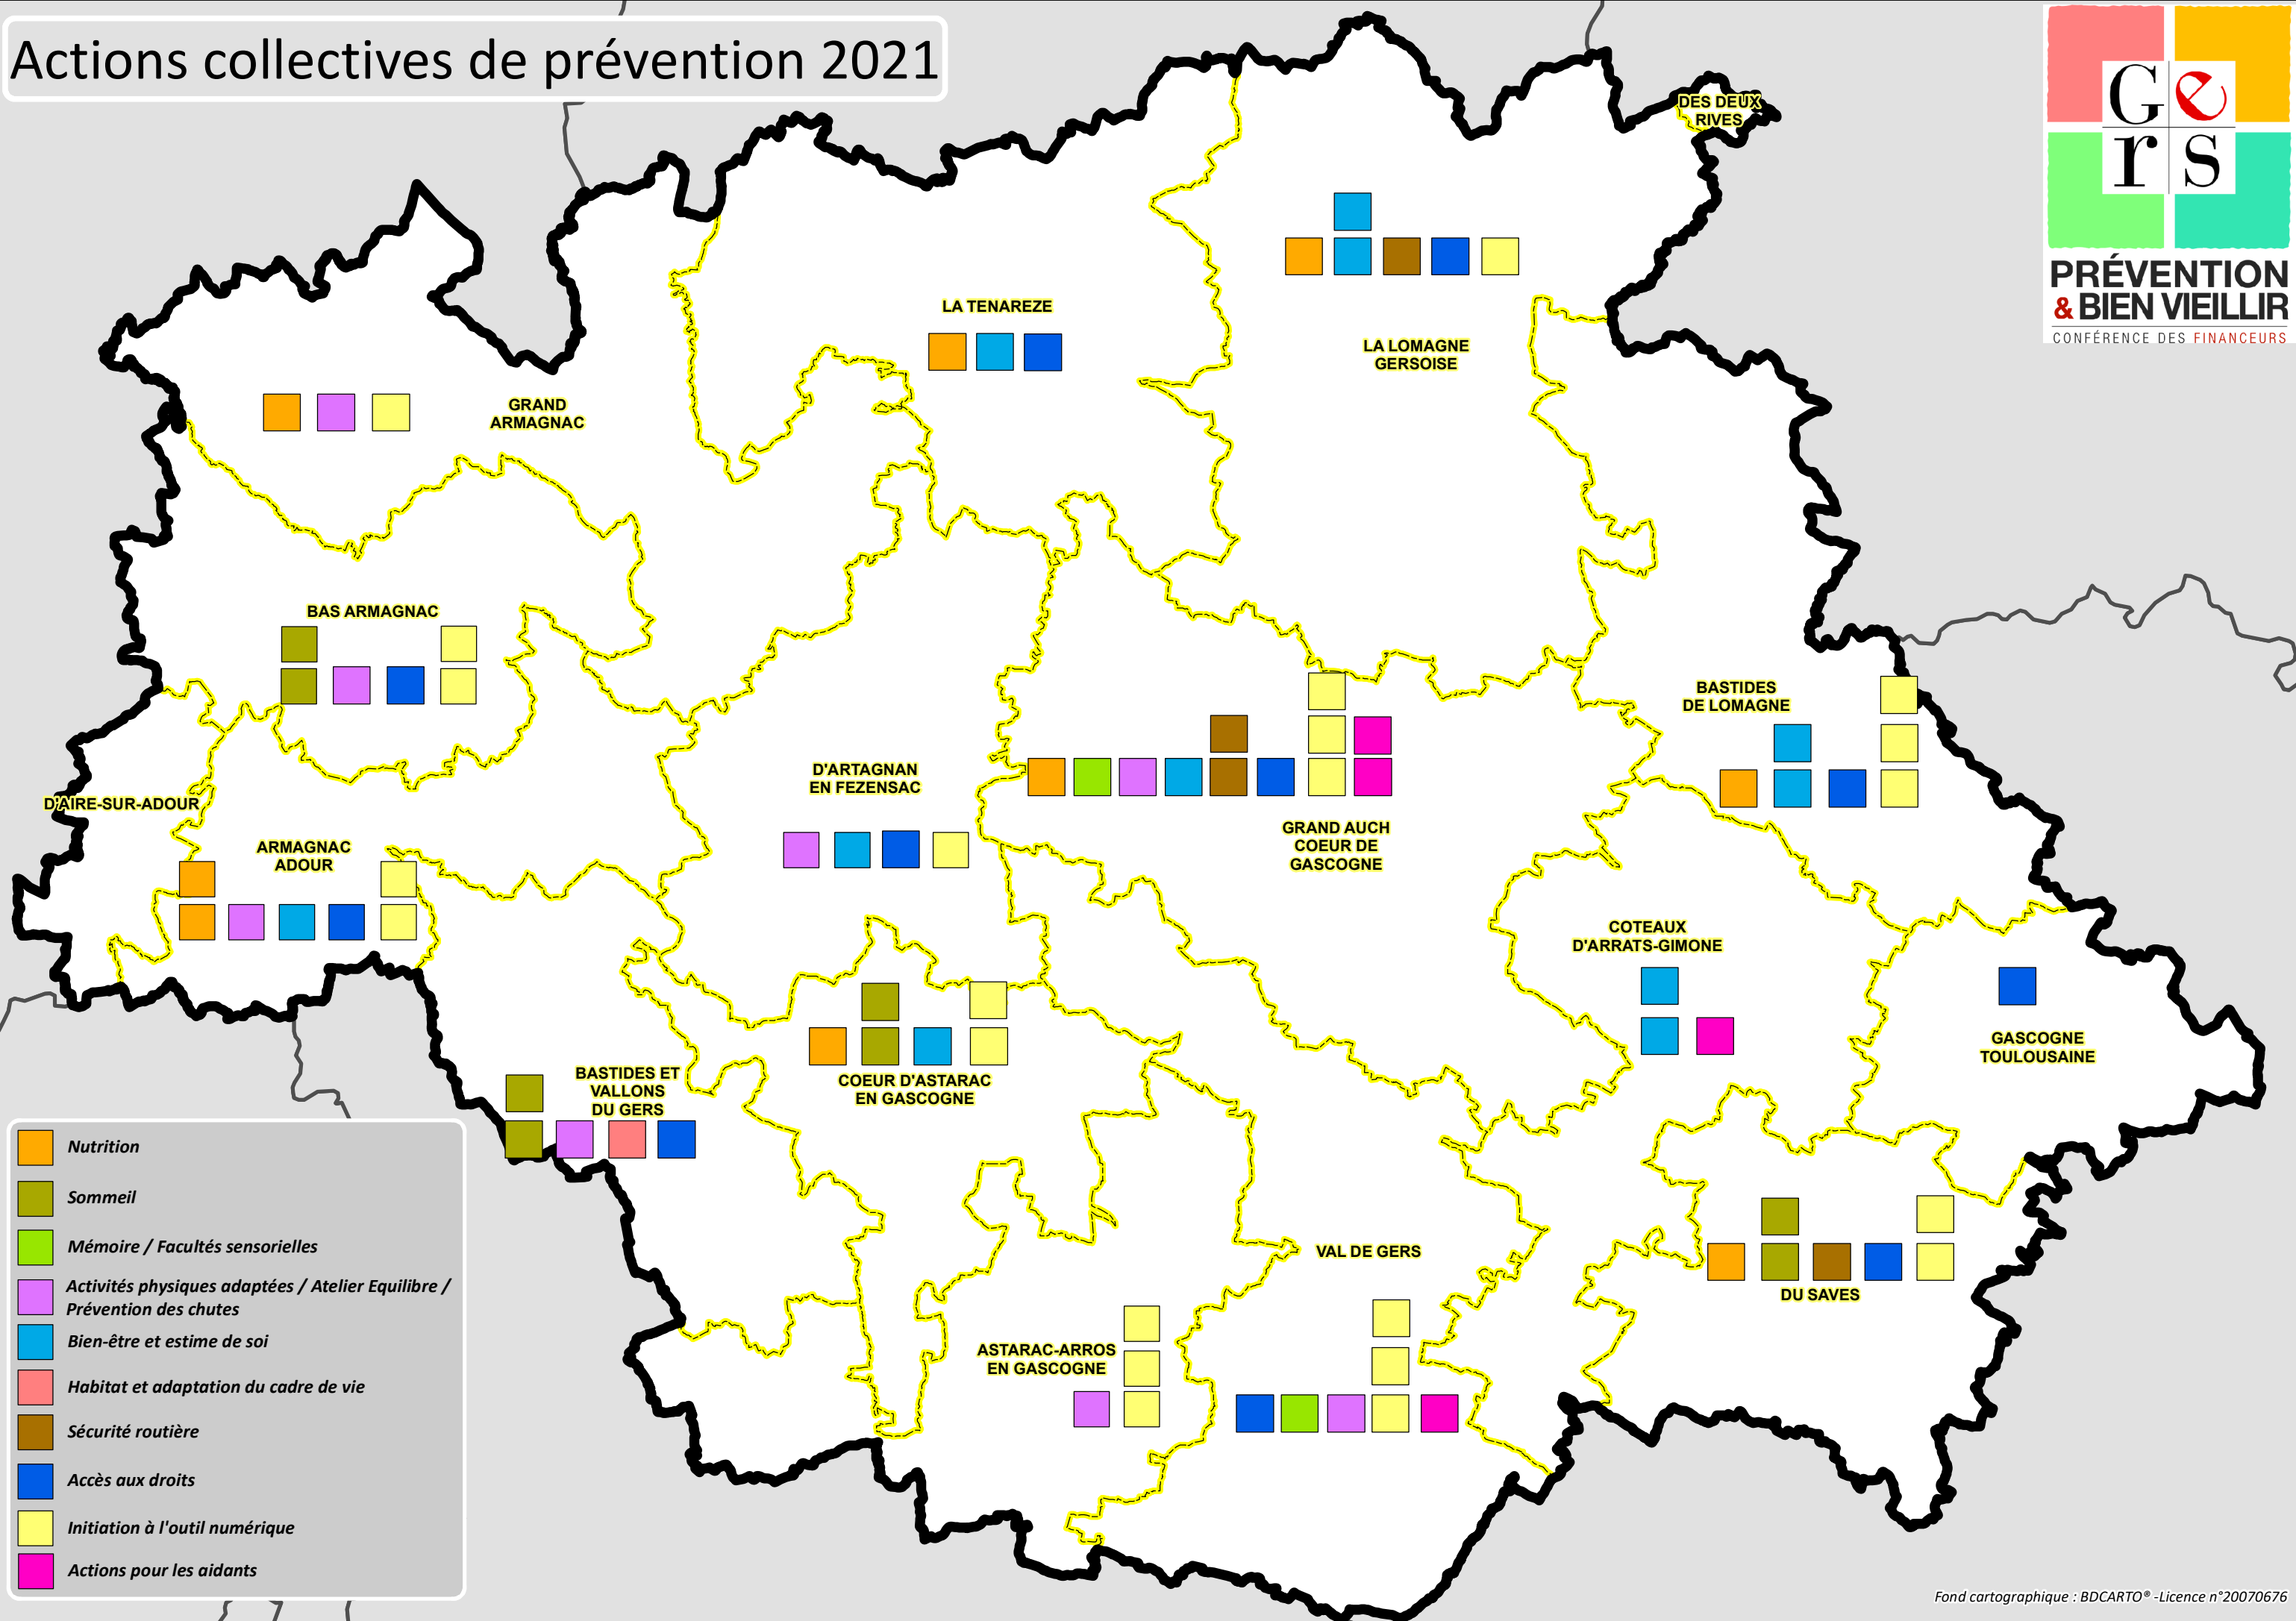 Actions collectives de prévention 2021
DES DEUX
RIVES
G e
r s
PRÉVENTION
& BIEN VIEILLIR
CONFÉRENCE DES FINANCEURS
LA TENAREZE
LA LOMAGNE
GERSOISE
GRAND
ARMAGNAC
BAS ARMAGNAC
BASTIDES
DE LOMAGNE
D'ARTAGNAN
EN FEZENSAC
D'AIRE-SUR-ADOUR
ARMAGNAC
ADOUR
GRAND AUCH
COEUR DE
GASCOGNE
COTEAUX
D'ARRATS-GIMONE
GASCOGNE
TOULOUSAINE
BASTIDES ET
VALLONS
DU GERS
COEUR D'ASTARAC
EN GASCOGNE
VAL DE GERS
DU SAVES
ASTARAC-ARROS
EN GASCOGNE
Nutrition
Sommeil
Mémoire / Facultés sensorielles
Activités physiques adaptées / Atelier Equilibre /
Prévention des chutes
Bien-être et estime de soi
Habitat et adaptation du cadre de vie
Sécurité routière
Accès aux droits
Initiation à l'outil numérique
Actions pour les aidants
Fond cartographique : BDCARTO® -Licence n°20070676